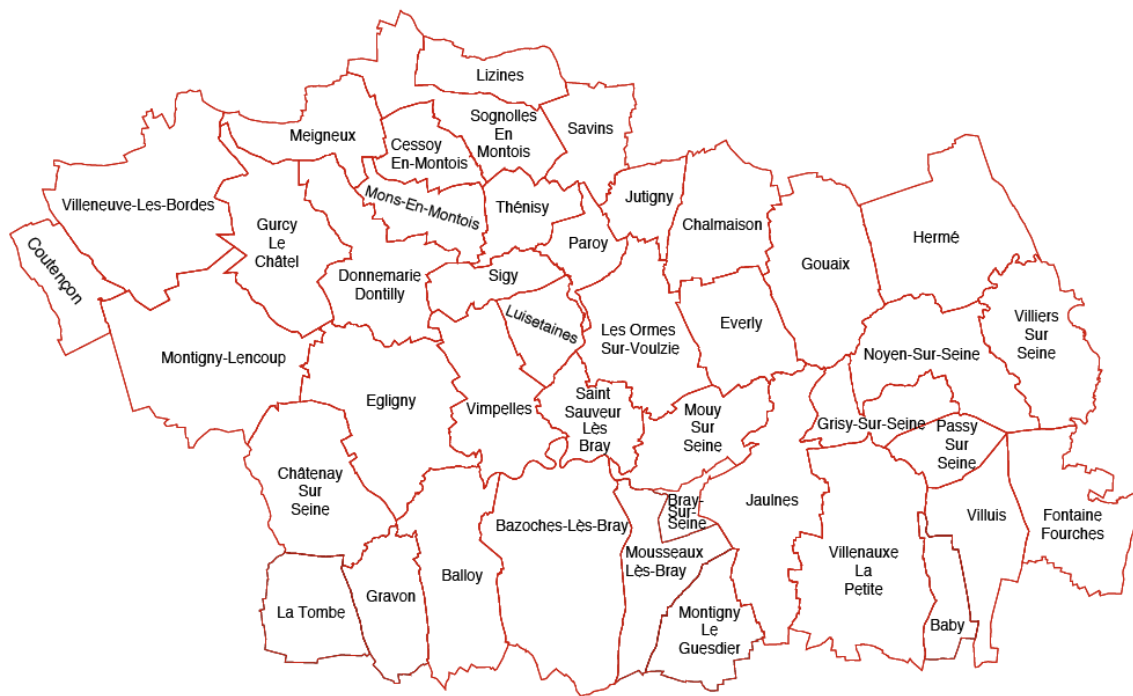 Lizines
Sognolles
En
Montois
Savins
Meigneux
Cessoy
En-Montois
Villeneuve-Les-Bordes
Mons-En-Montois
Thénisy
Jutigny
Chalmaison
Gurcy
Le
Châtel
Paroy
Hermé
Gouaix
Coutençon
Donnemarie
Dontilly
Sigy
Luisetaines
Les Ormes
Sur-Voulzie
Everly
Villiers
Sur
Seine
Montigny-Lencoup
Noyen-Sur-Seine
Egligny
Vimpelles
Saint
Sauveur
Lès
Bray
Mouy
Sur
Seine
Grisy-Sur-Seine
Passy
Sur
Seine
Châtenay
Sur
Seine
Bazoches-Lès-Bray
Bray-
Sur-
Seine
Jaulnes
Villuis
Fontaine
Fourches
Mousseaux
Lès-Bray
Villenauxe
La
Petite
Balloy
Gravon
La Tombe
Montigny
Le
Guesdier
Baby